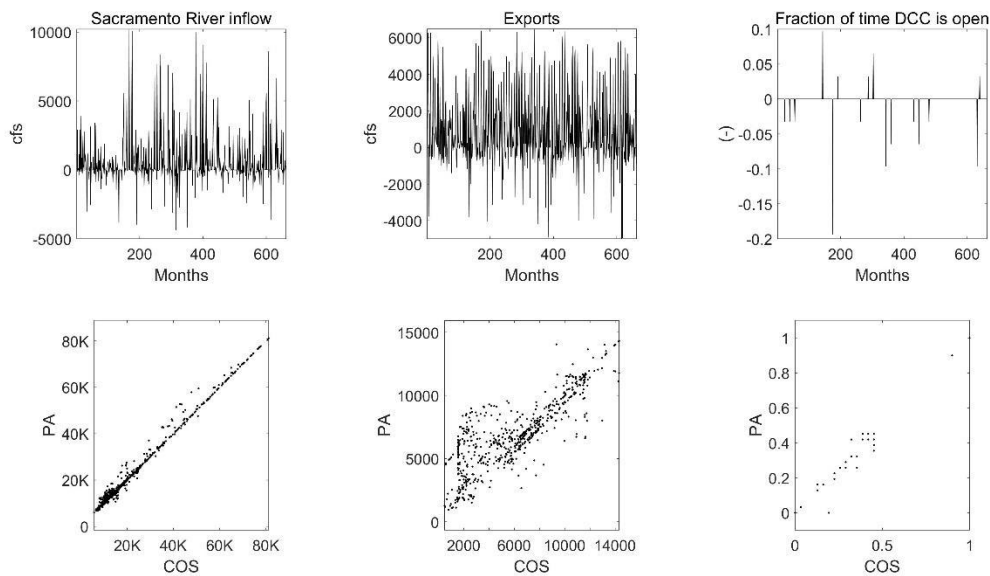 Sacramento River inflow
10000
5000
0
-5000
cfs
200
400
600
Months
Exports
6000
4000
2000
0
-2000
-4000
cfs
200
400
600
Months
Fraction of time DCC is open
0.1
0.05
0
-0.05
-0.1
-0.15
-0.2
(-)
0
200
400
600
Months
80K
60K
40K
20K
0
PA
20K
40K
60K
80K
COS
15000
10000
5000
0
PA
2000
6000
10000
14000
COS
1
0.8
0.6
0.4
0.2
0
PA
0
0.5
1
COS